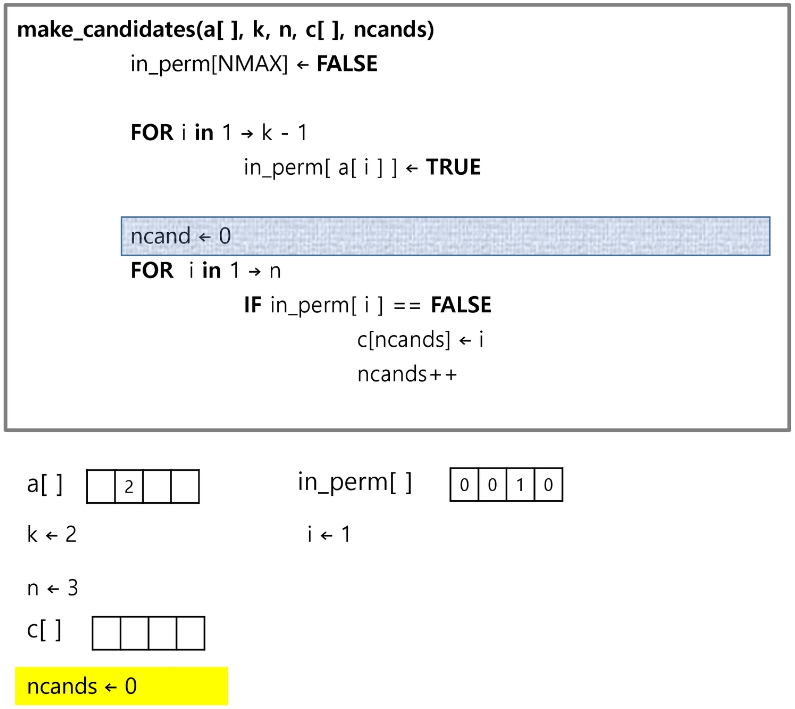 make_candidates(a[ ], k, n, c[ ], ncands)
in_perm[NMAX] ← FALSE
FOR i in 1 → k - 1
in_perm[ a[ i ] ] ← TRUE
ncand ← 0
FOR i in 1 → n
IF in_perm[ i ] == FALSE
c[ncands] ← i
ncands++
a[ ] 2 in_perm[ ] 0 0 1 0
k ← 2 i ← 1
n ← 3
c[ ]
ncands ← 0